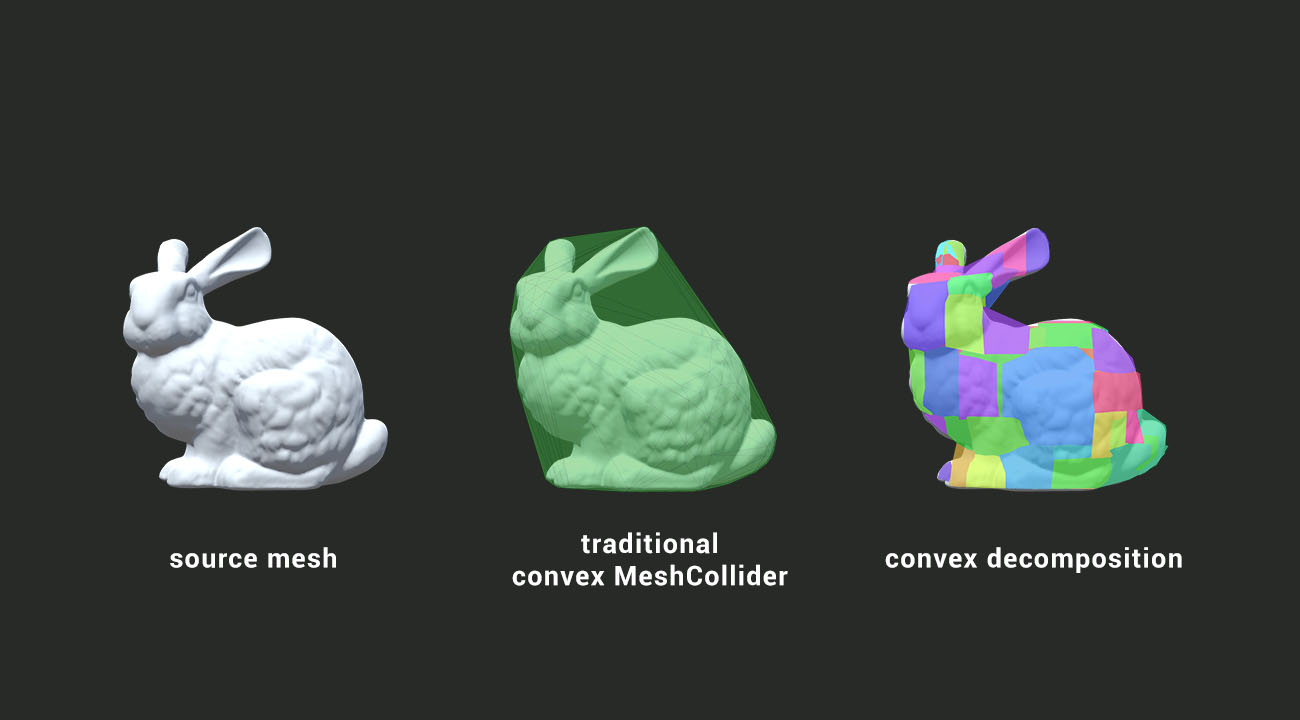 source mesh
traditional
convex MeshCollider
convex decomposition